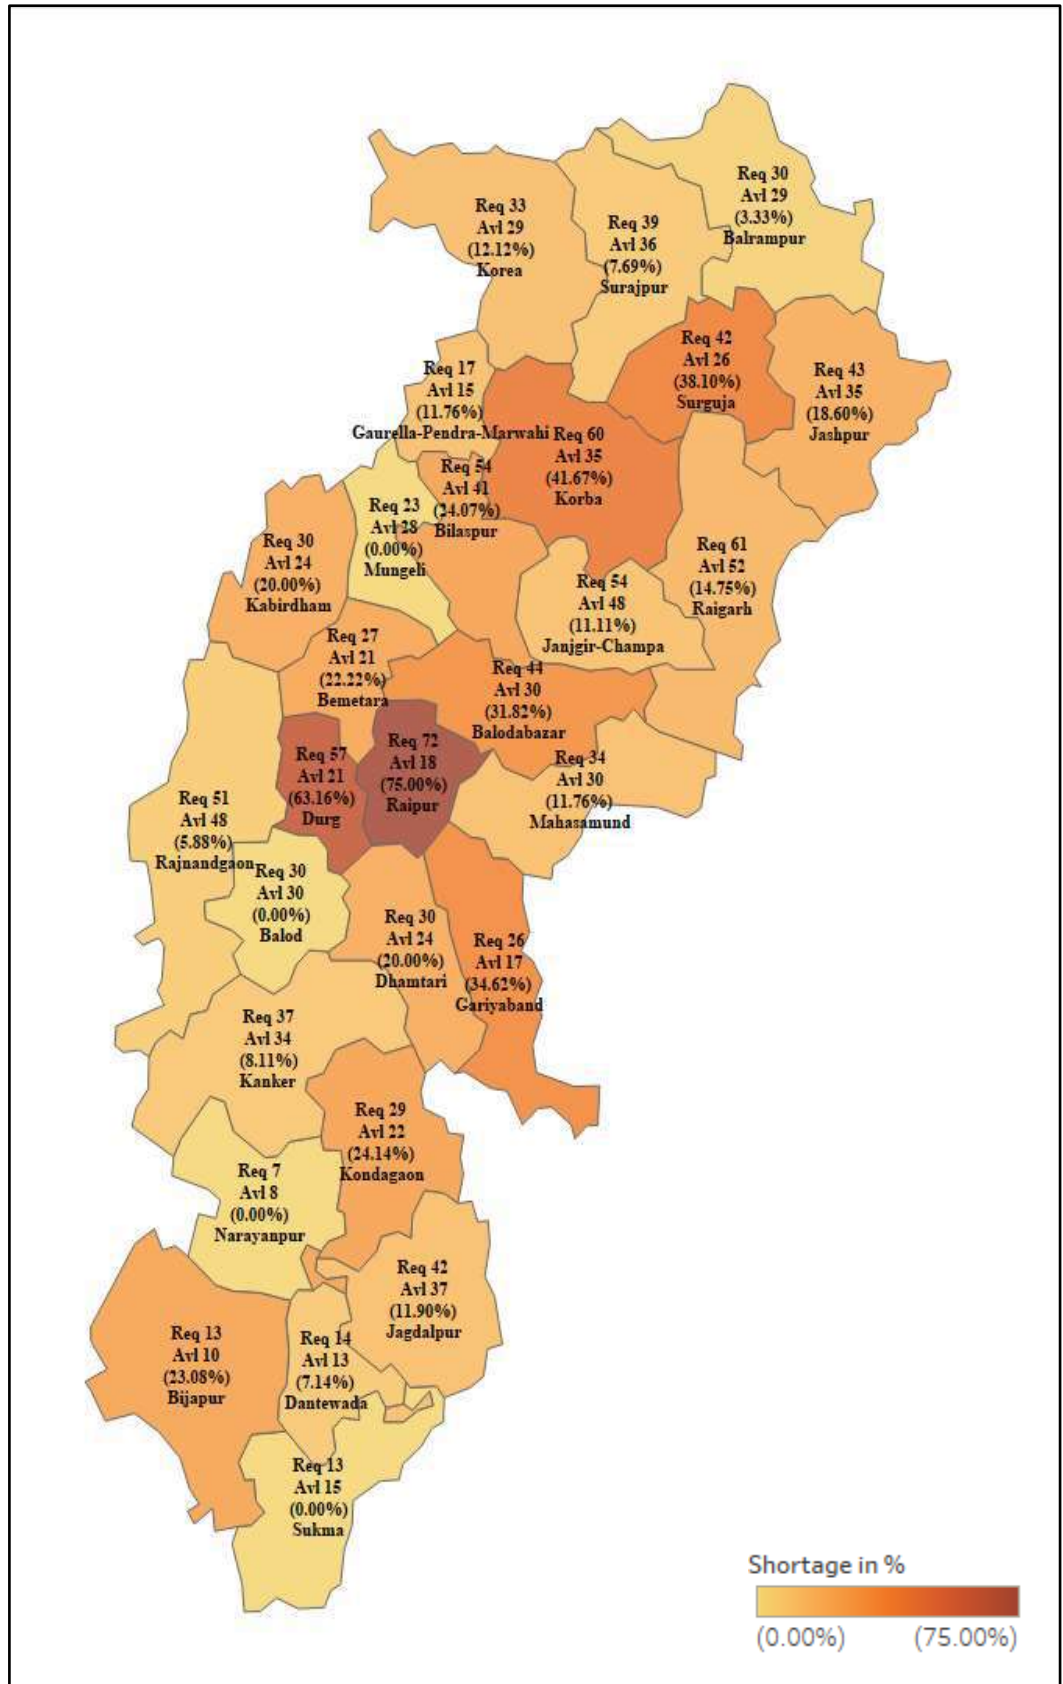 Req 30
Avl 29
(3.33%)
Balrampur
Req 33
Avl 29
(12.12%)
Korea
Req 39
Avl 36
(7.69%)
Surajpur
Req 42
Avl 26
(38.10%)
Surguja
Req 43
Avl 35
(18.60%)
Jashpur
Req 17
Avl 15
(11.76%)
Gaurella-Pendra-Marwahi
Req 60
Avl 35
(41.67%)
Korba
Req 54
Avl 41
(24.07%)
Bilaspur
Req 23
Avl 28
(0.00%)
Mungeli
Req 30
Avl 24
(20.00%)
Kabirdham
Req 61
Avl 52
(14.75%)
Raigarh
Req 54
Avl 48
(11.11%)
Janjgir-Champa
Req 27
Avl 21
(22.22%)
Bemetara
Req 44
Avl 30
(31.82%)
Balodabazar
Req 72
Avl 18
(75.00%)
Raipur
Req 57
Avl 21
(63.16%)
Durg
Req 34
Avl 30
(11.76%)
Mahasamund
Req 51
Avl 48
(5.88%)
Rajnandgaon
Req 30
Avl 30
(0.00%)
Balod
Req 30
Avl 24
(20.00%)
Dhamtari
Req 26
Avl 17
(34.62%)
Gariyaband
Req 37
Avl 34
(8.11%)
Kanker
Req 29
Avl 22
(24.14%)
Kondagaon
Req 7
Avl 8
(0.00%)
Narayanpur
Req 42
Avl 37
(11.90%)
Jagdalpur
Req 13
Avl 10
(23.08%)
Bijapur
Req 14
Avl 13
(7.14%)
Dantewada
Req 13
Avl 15
(0.00%)
Sukma
Shortage in %
(0.00%) (75.00%)